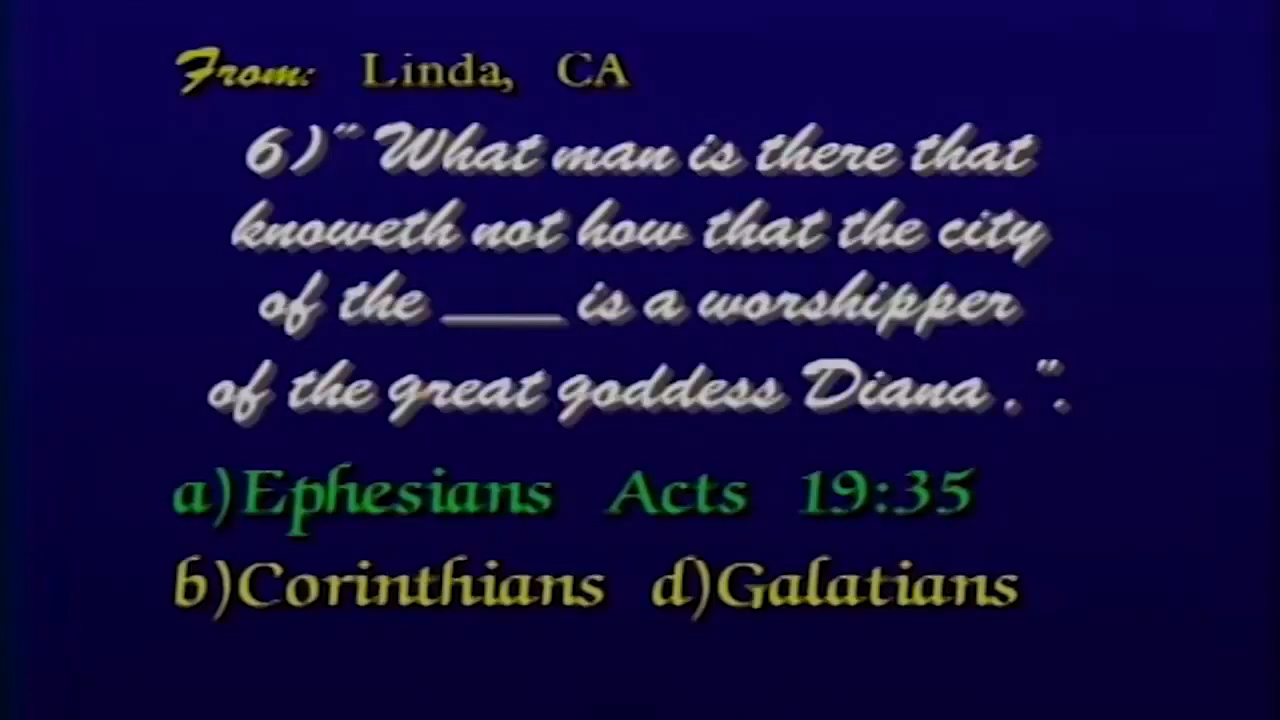 From: Linda, CA
6)" What man is there that
knoweth not how that the city
of the ____ is a worshipper
of the great goddess Diana .".
a)Ephesians Acts 19:35
b)Corinthians d)Galatians